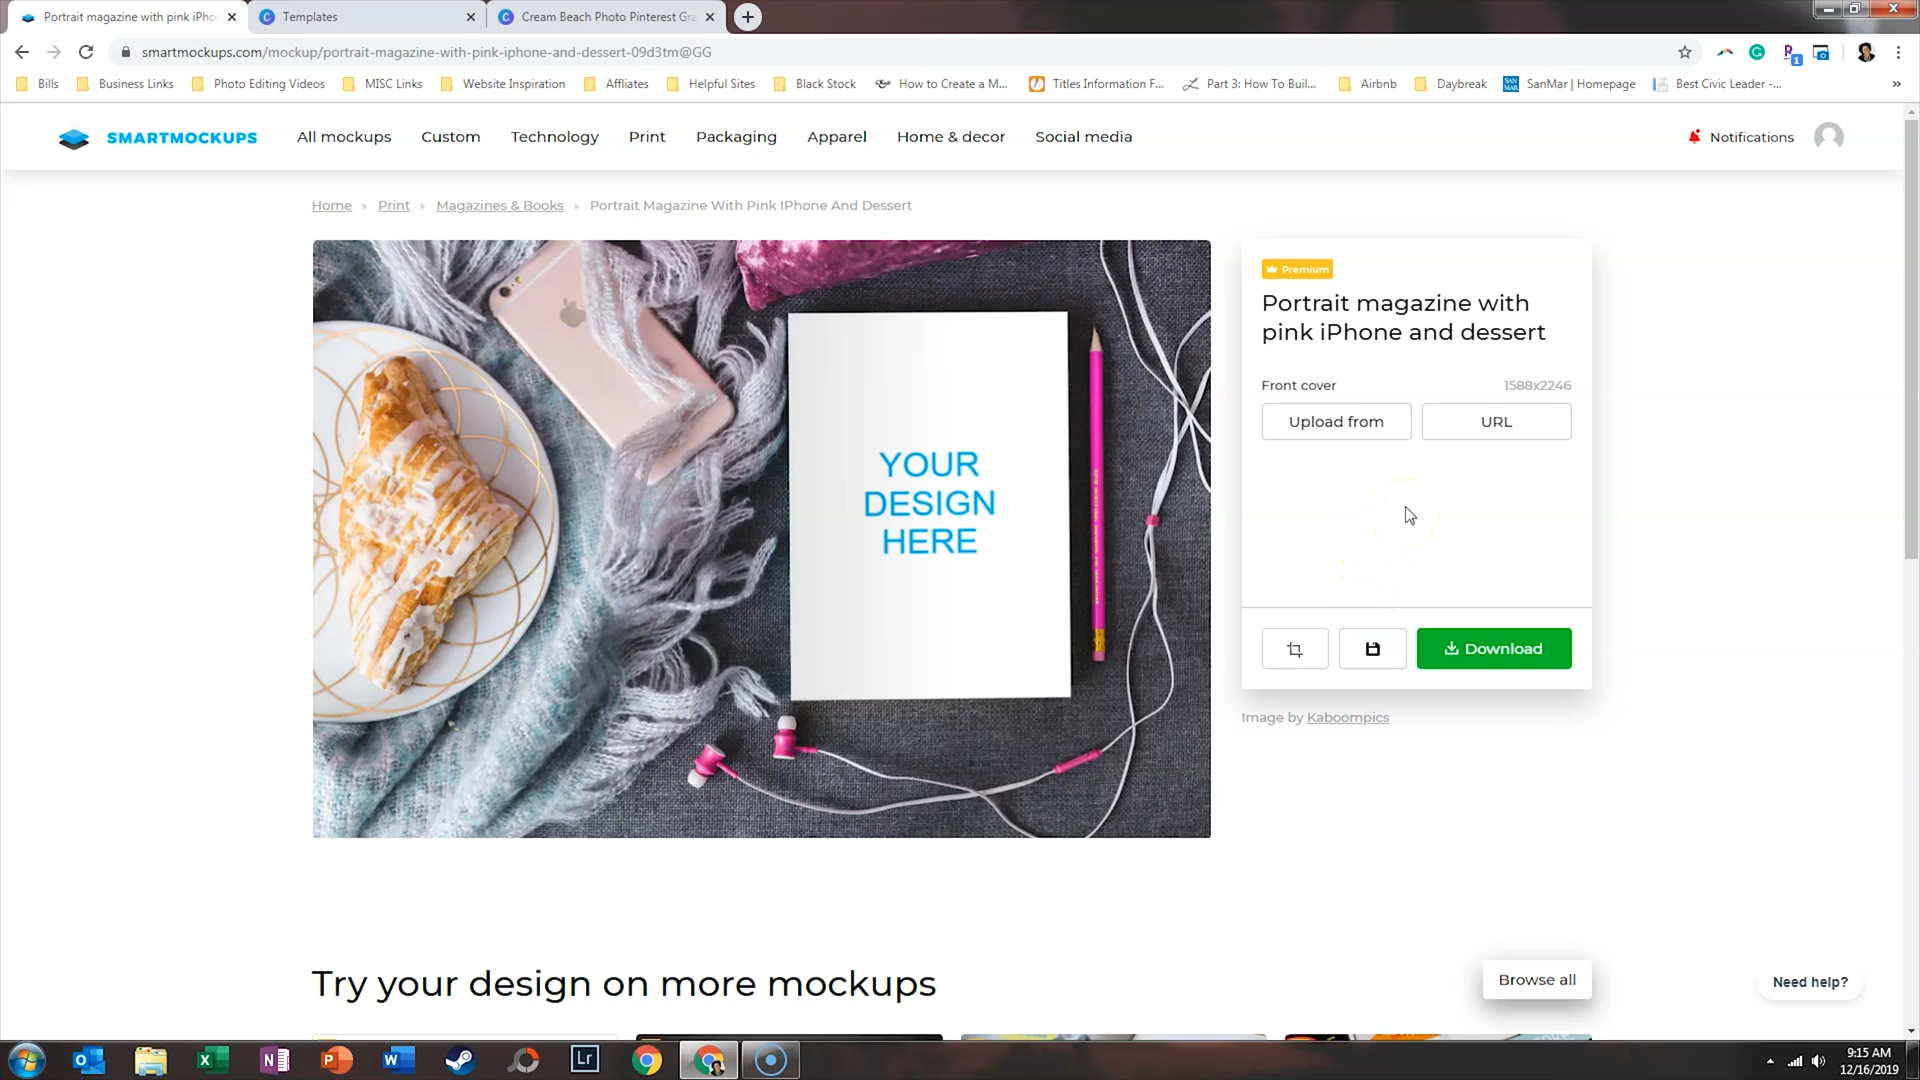 Portrait magazine with pink iPhon
Templates
Cream Beach Photo Pinterest Gra
smartmockups.com/mockup/portrait-magazine-with-pink-iphone-and-dessert-09d3tm@GG
Bills
Business Links
Photo Editing Videos
MISC Links
Website Inspiration
Affliates
Helpful Sites
Black Stock
How to Create a M...
Titles Information F...
Part 3: How To Buil...
Airbnb
Daybreak
SanMar | Homepage
Best Civic Leader -...
SMARTMOCKUPS
All mockups
Custom
Technology
Print
Packaging
Apparel
Home & decor
Social media
Notifications
Home
Print
Magazines & Books
Portrait Magazine With Pink IPhone And Dessert
YOUR
DESIGN
HERE
Premium
Portrait magazine with
pink iPhone and dessert
Front cover
1588x2246
Upload from
URL
Download
Image by Kaboompics
Try your design on more mockups
Browse all
Need help?
Lr
9:15 AM
12/16/2019